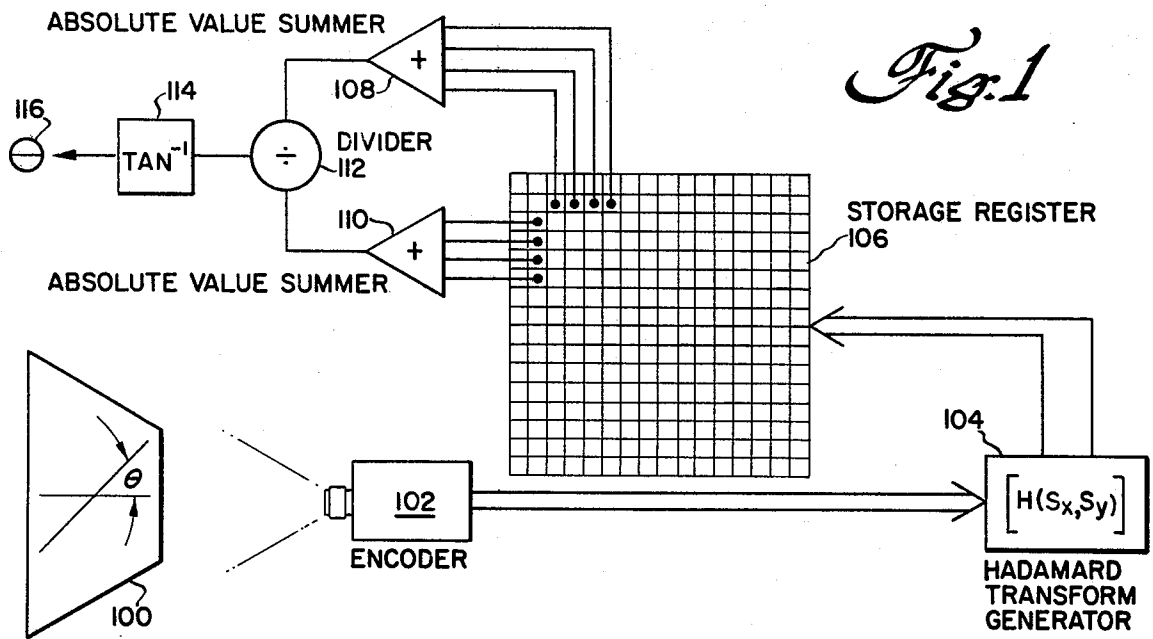 ABSOLUTE VALUE SUMMER
Fig. 1
+
108
114
116
Θ
TAN⁻¹
÷
DIVIDER
112
110
+
STORAGE REGISTER
106
ABSOLUTE VALUE SUMMER
104
θ
102
[H(Sx,Sy)]
ENCODER
100
HADAMARD
TRANSFORM
GENERATOR